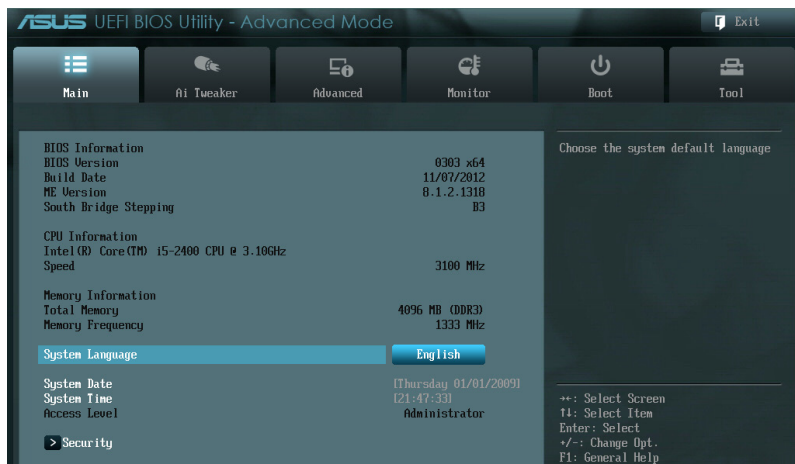 ASUS UEFI BIOS Utility - Advanced Mode
Exit
Main Ai Tweaker Advanced Monitor Boot Tool
BIOS Information
BIOS Version 0303 x64
Build Date 11/07/2012
ME Version 8.1.2.1318
South Bridge Stepping B3
CPU Information
Intel(R) Core(TM) i5-2400 CPU @ 3.10GHz
Speed 3100 MHz
Memory Information
Total Memory 4096 MB (DDR3)
Memory Frequency 1333 MHz
System Language English
System Date [Thursday 01/01/2009]
System Time [21:47:33]
Access Level Administrator
> Security
Choose the system default language
→←: Select Screen
↑↓: Select Item
Enter: Select
+/-: Change Opt.
F1: General Help